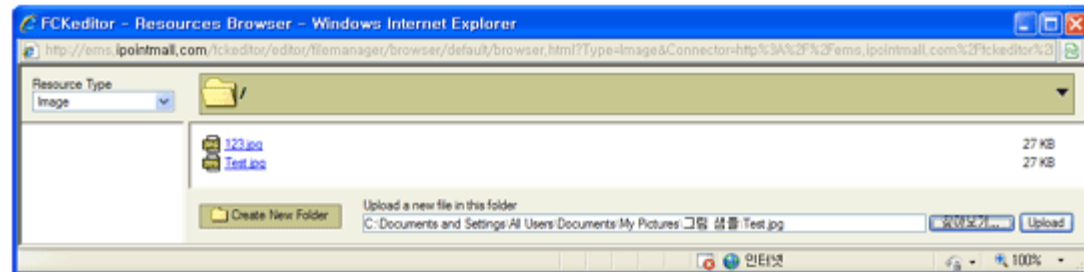 FCKeditor - Resources Browser - Windows Internet Explorer
http://ems.ipointmall.com/fckeditor/editor/filemanager/browser/default/browser.html?Type=Image&Connector=http%3A%2F%2Fems.ipointmall.com%2Ffckeditor%2
Resource Type
Image
/
123.jpg 27 KB
Test.jpg 27 KB
Create New Folder
Upload a new file in this folder
C:\Documents and Settings\All Users\Documents\My Pictures\그림 샘플\Test.jpg
찾아보기... Upload
인터넷 100%